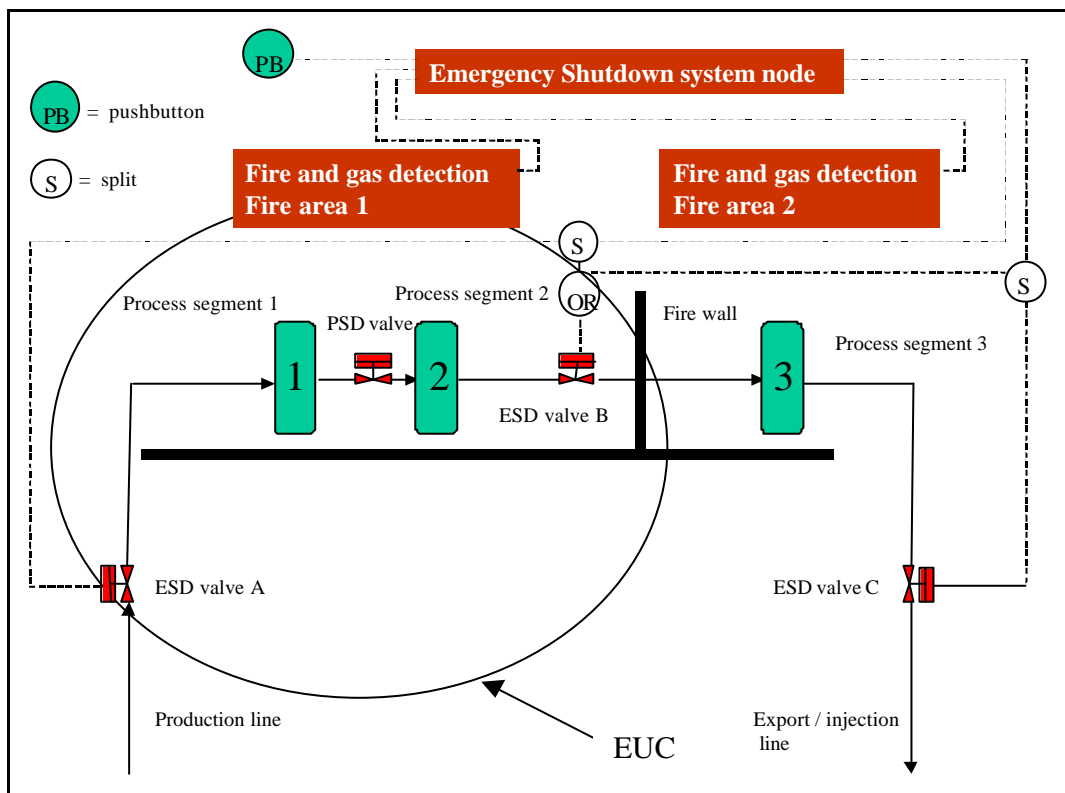 PB
Emergency Shutdown system node
PB = pushbutton
S = split
Fire and gas detection
Fire area 1
Fire and gas detection
Fire area 2
S
S
OR
Process segment 1
Process segment 2
PSD valve
Fire wall
Process segment 3
1
2
3
ESD valve B
ESD valve A
ESD valve C
Production line
EUC
Export / injection
line